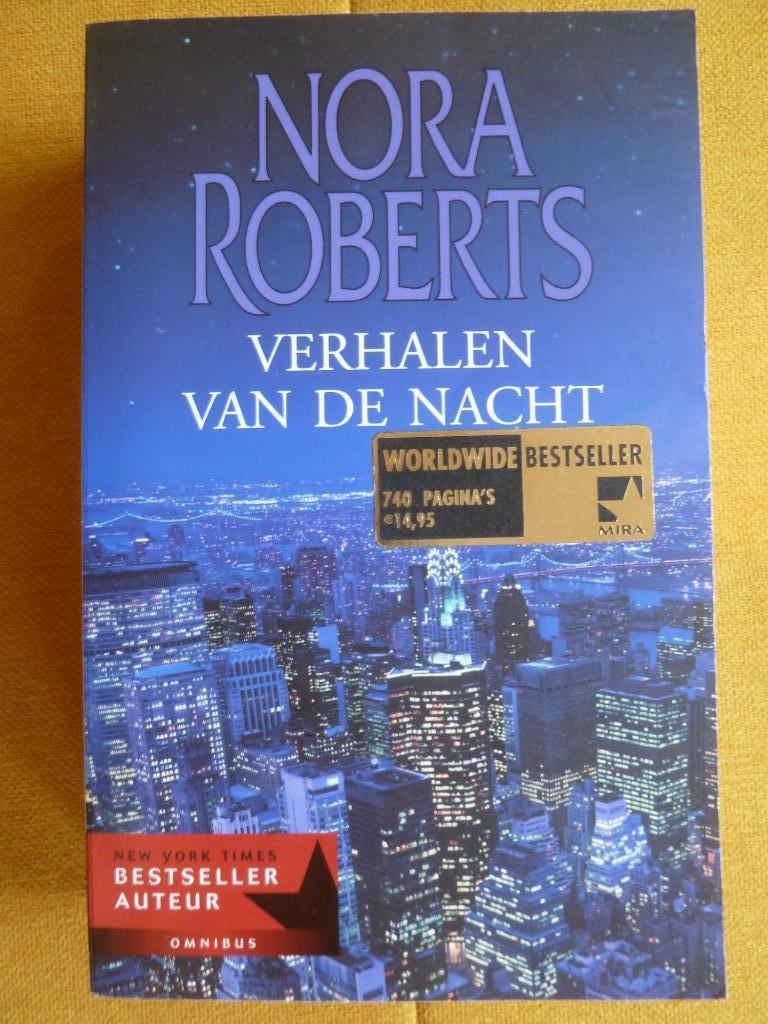 NORA
ROBERTS
VERHALEN
VAN DE NACHT
WORLDWIDE BESTSELLER
740 PAGINA'S
€14,95
MIRA
NEW YORK TIMES
BESTSELLER
AUTEUR
OMNIBUS